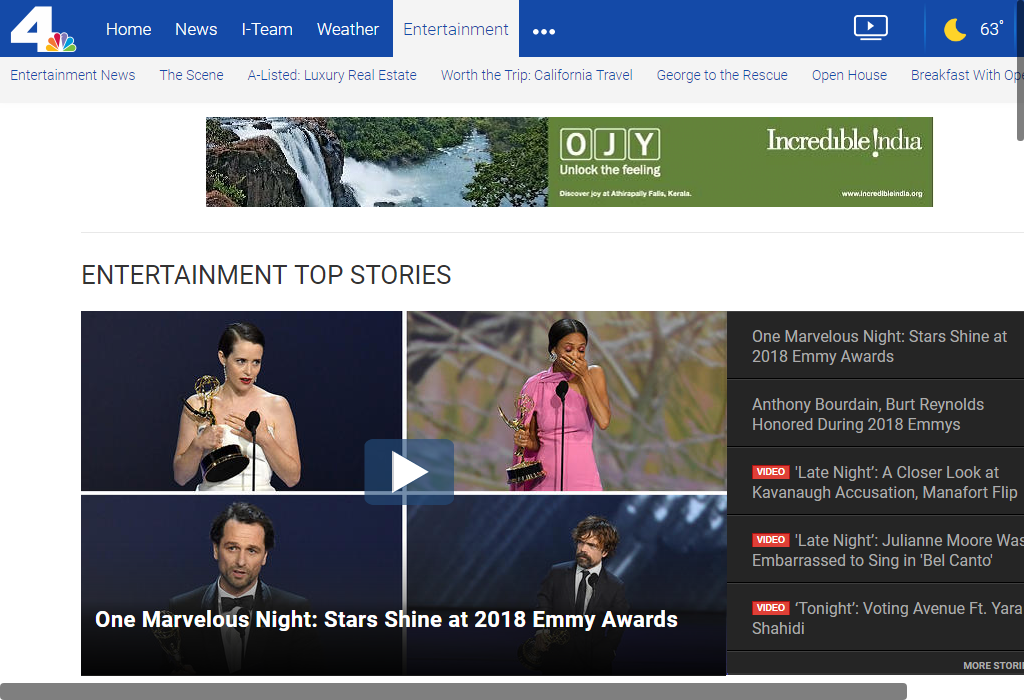 4 Home News I-Team Weather Entertainment ••• 63°
Entertainment News The Scene A-Listed: Luxury Real Estate Worth the Trip: California Travel George to the Rescue Open House Breakfast With Ope
OJY
Unlock the feeling
Discover joy at Athirapally Falls, Kerala.
Incredible !ndia
www.incredibleindia.org
ENTERTAINMENT TOP STORIES
One Marvelous Night: Stars Shine at 2018 Emmy Awards
One Marvelous Night: Stars Shine at
2018 Emmy Awards
Anthony Bourdain, Burt Reynolds
Honored During 2018 Emmys
VIDEO 'Late Night’: A Closer Look at
Kavanaugh Accusation, Manafort Flip
VIDEO 'Late Night’: Julianne Moore Was
Embarrassed to Sing in 'Bel Canto'
VIDEO ‘Tonight’: Voting Avenue Ft. Yara
Shahidi
MORE STORI